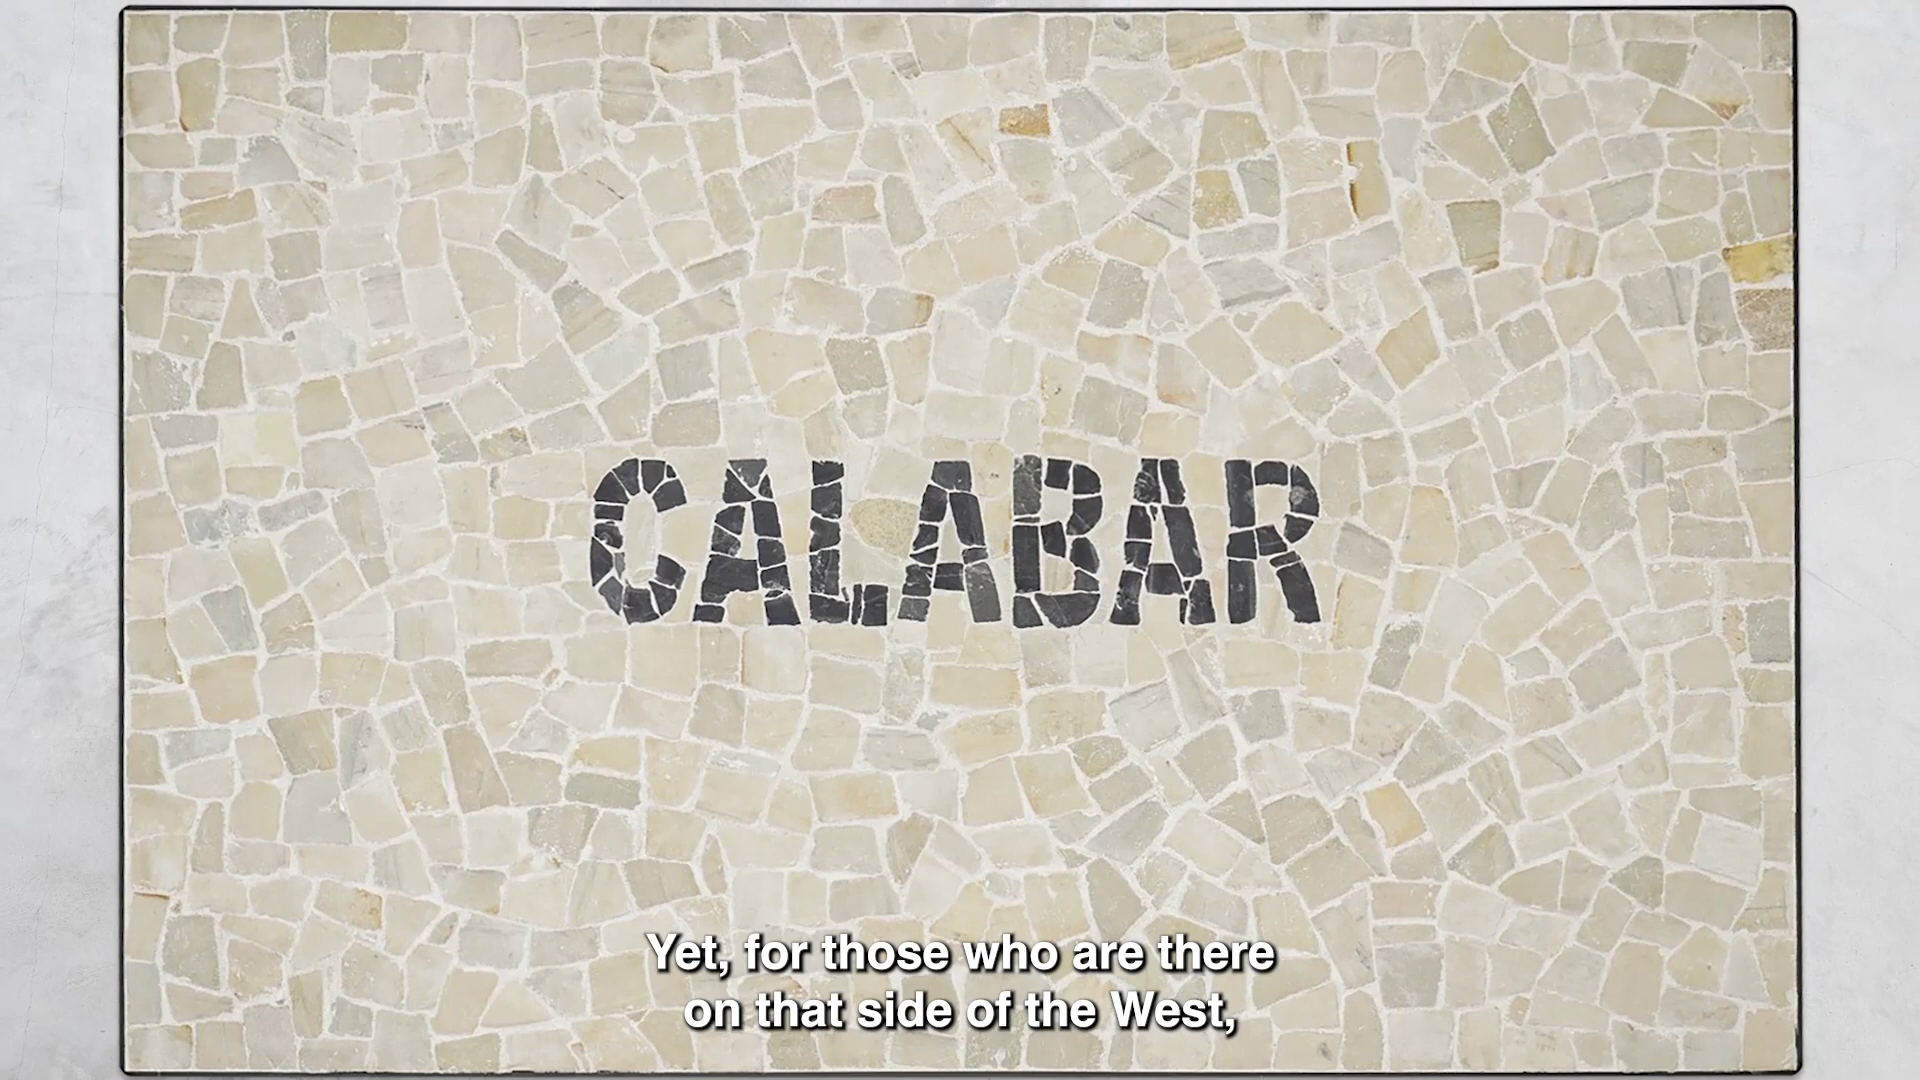 CALABAR
Yet, for those who are there
on that side of the West,